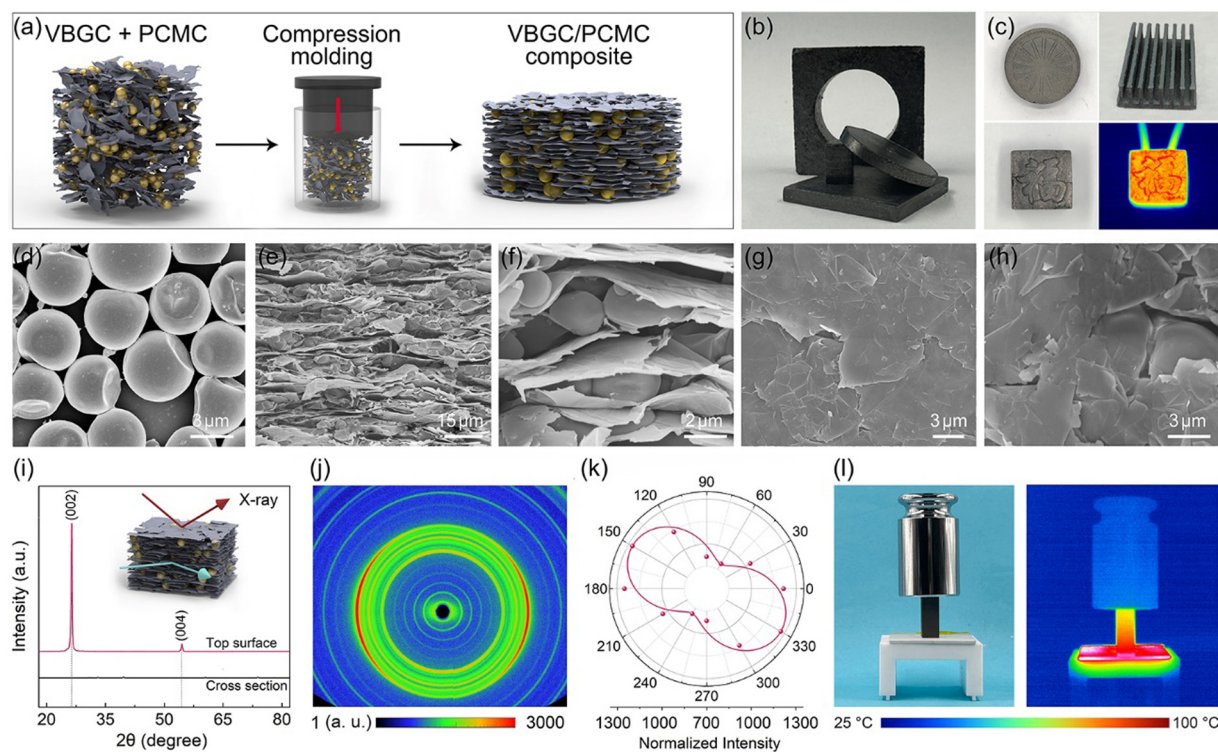 (a)
VBGC + PCMC
Compression
molding
VBGC/PCMC
composite
(b)
(c)
福
福
(d)
3 μm
(e)
15 μm
(f)
2 μm
(g)
3 μm
(h)
3 μm
(i)
Intensity (a.u.)
(002)
X-ray
(004)
Top surface
Cross section
20 35 50 65 80
2θ (degree)
(j)
1 (a. u.) 3000
(k)
90
120 60
150 30
180 0
210 330
240 300
270
1300 1000 700 1000 1300
Normalized Intensity
(l)
25 °C 100 °C